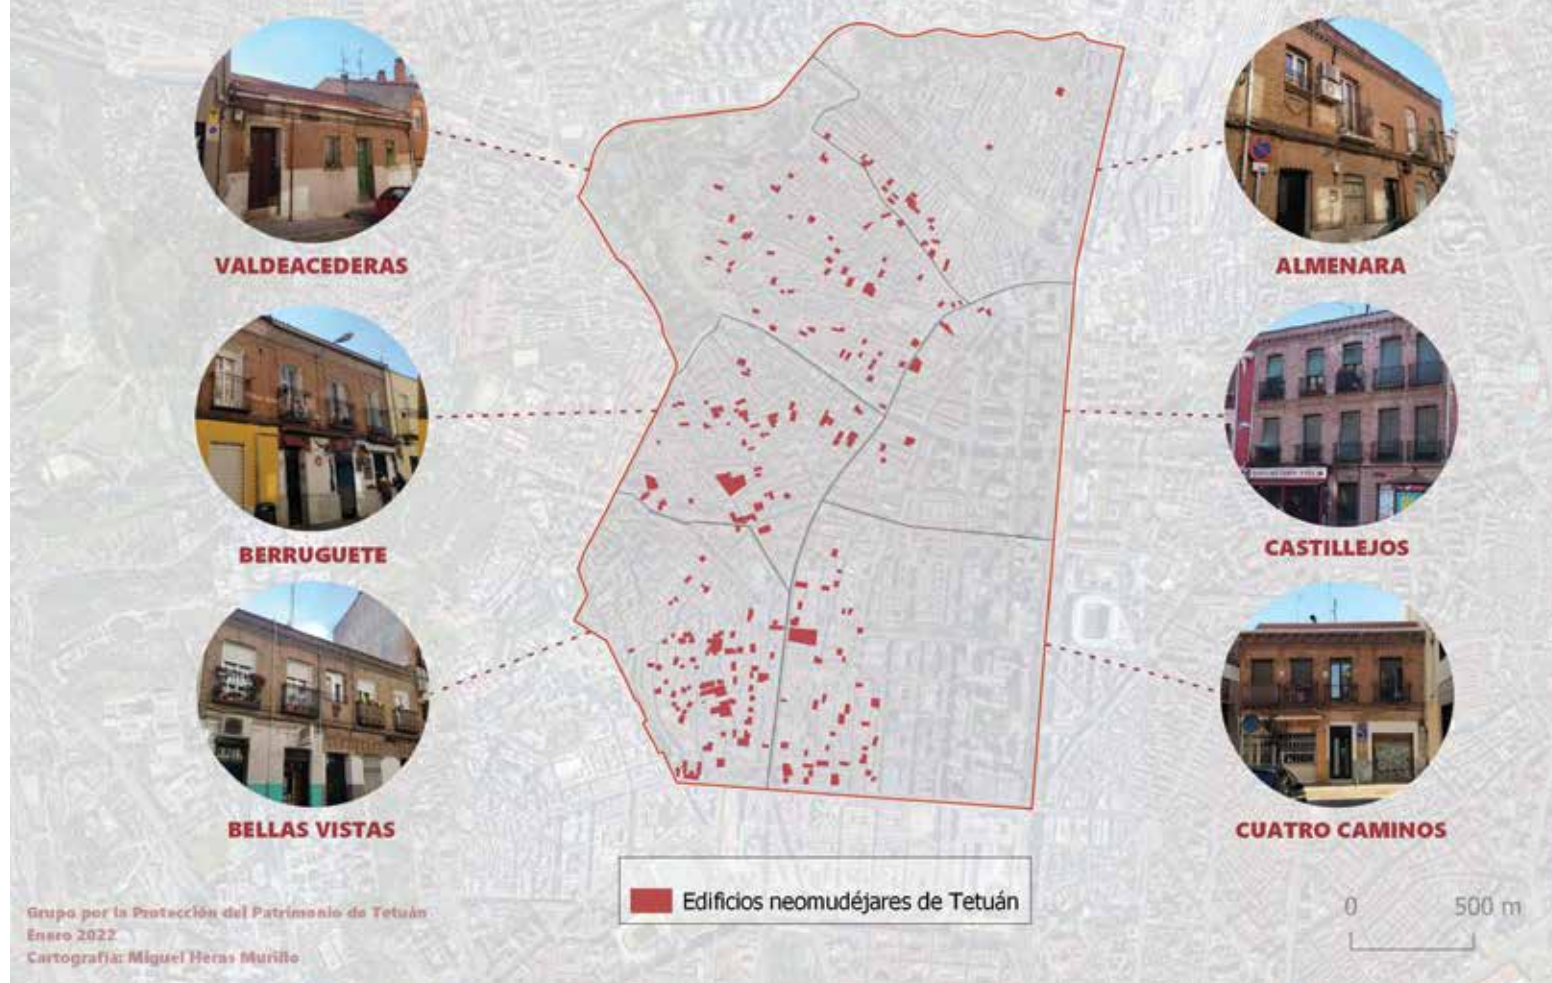 VALDEACEDERAS
ALMENARA
BERRUGUETE
CASTILLEJOS
BELLAS VISTAS
CUATRO CAMINOS
Edificios neomudéjares de Tetuán
0 500 m
Grupo por la Protección del Patrimonio de Tetuán
Enero 2022
Cartografía: Miguel Heras Murillo